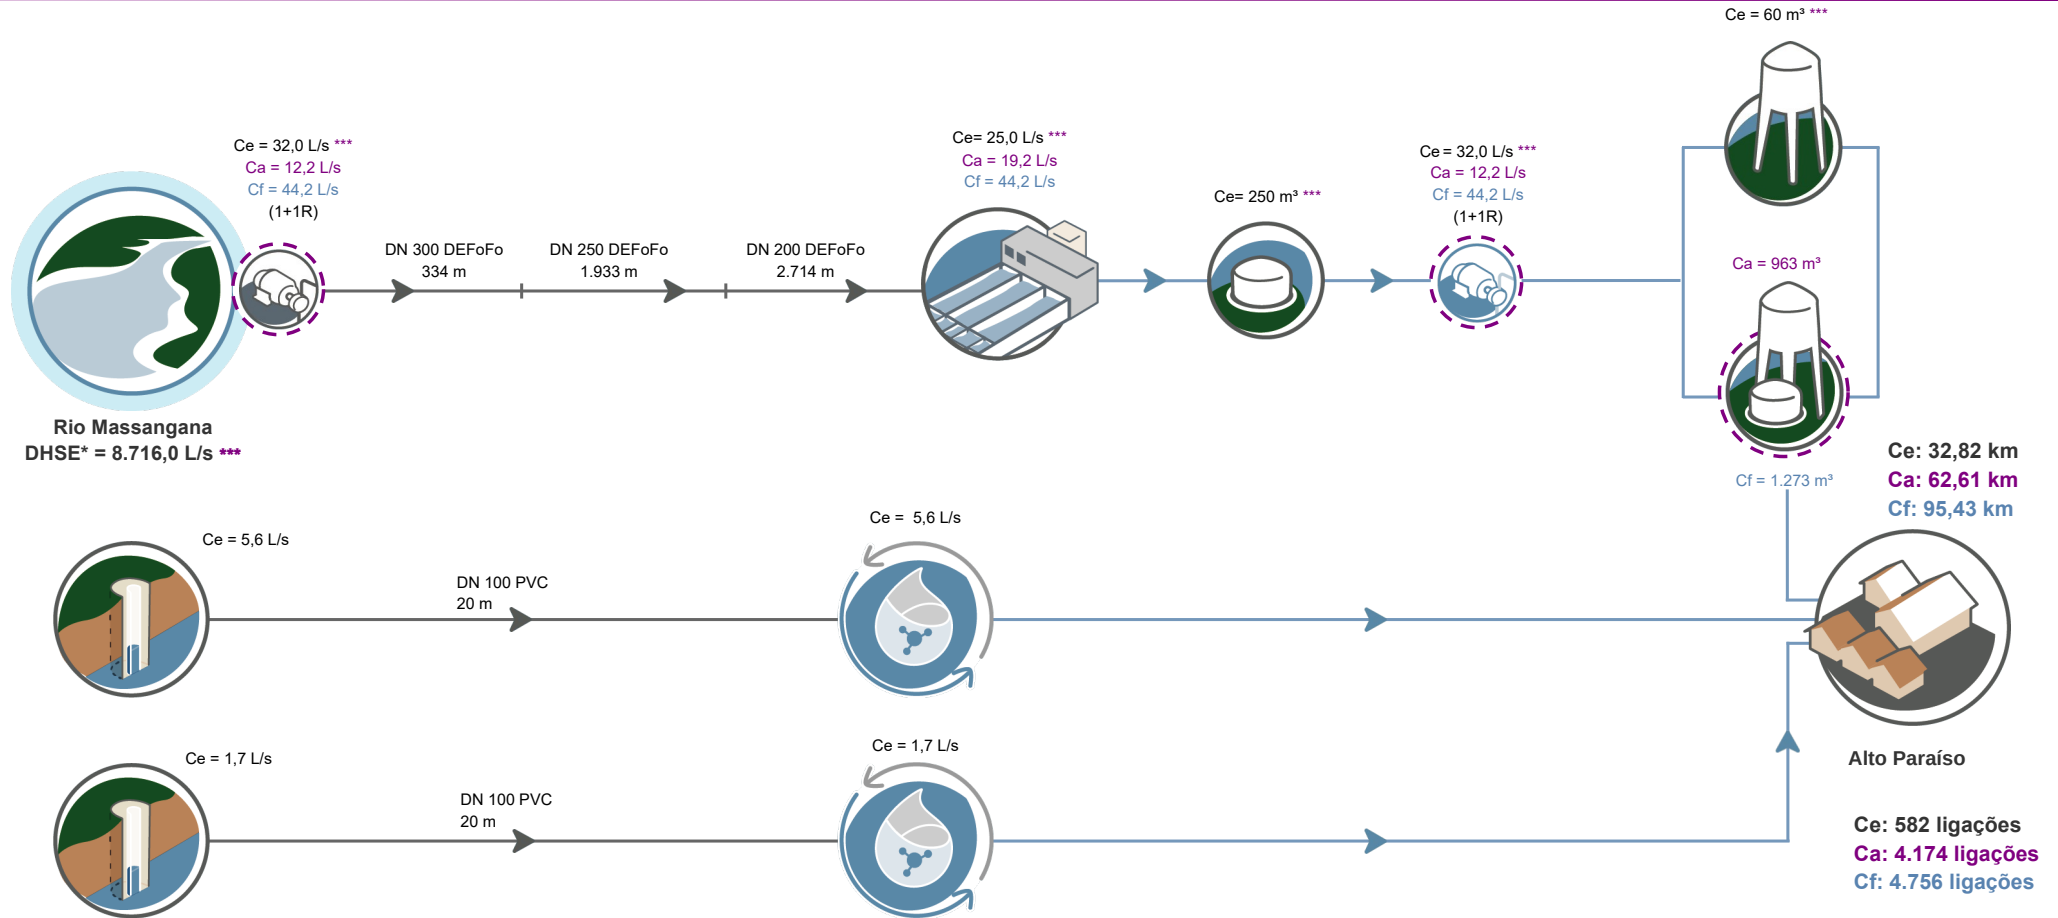 Ce = 60 m³ ***
Ce = 32,0 L/s ***
Ca = 12,2 L/s
Cf = 44,2 L/s
(1+1R)
DN 300 DEFoFo
334 m
DN 250 DEFoFo
1.933 m
DN 200 DEFoFo
2.714 m
Ce= 25,0 L/s ***
Ca = 19,2 L/s
Cf = 44,2 L/s
Ce= 250 m³ ***
Ce = 32,0 L/s ***
Ca = 12,2 L/s
Cf = 44,2 L/s
(1+1R)
Ca = 963 m³
Cf = 1.273 m³
Rio Massangana
DHSE* = 8.716,0 L/s ***
Ce: 32,82 km
Ca: 62,61 km
Cf: 95,43 km
Ce = 5,6 L/s
DN 100 PVC
20 m
Ce = 5,6 L/s
Ce = 1,7 L/s
DN 100 PVC
20 m
Ce = 1,7 L/s
Alto Paraíso
Ce: 582 ligações
Ca: 4.174 ligações
Cf: 4.756 ligações